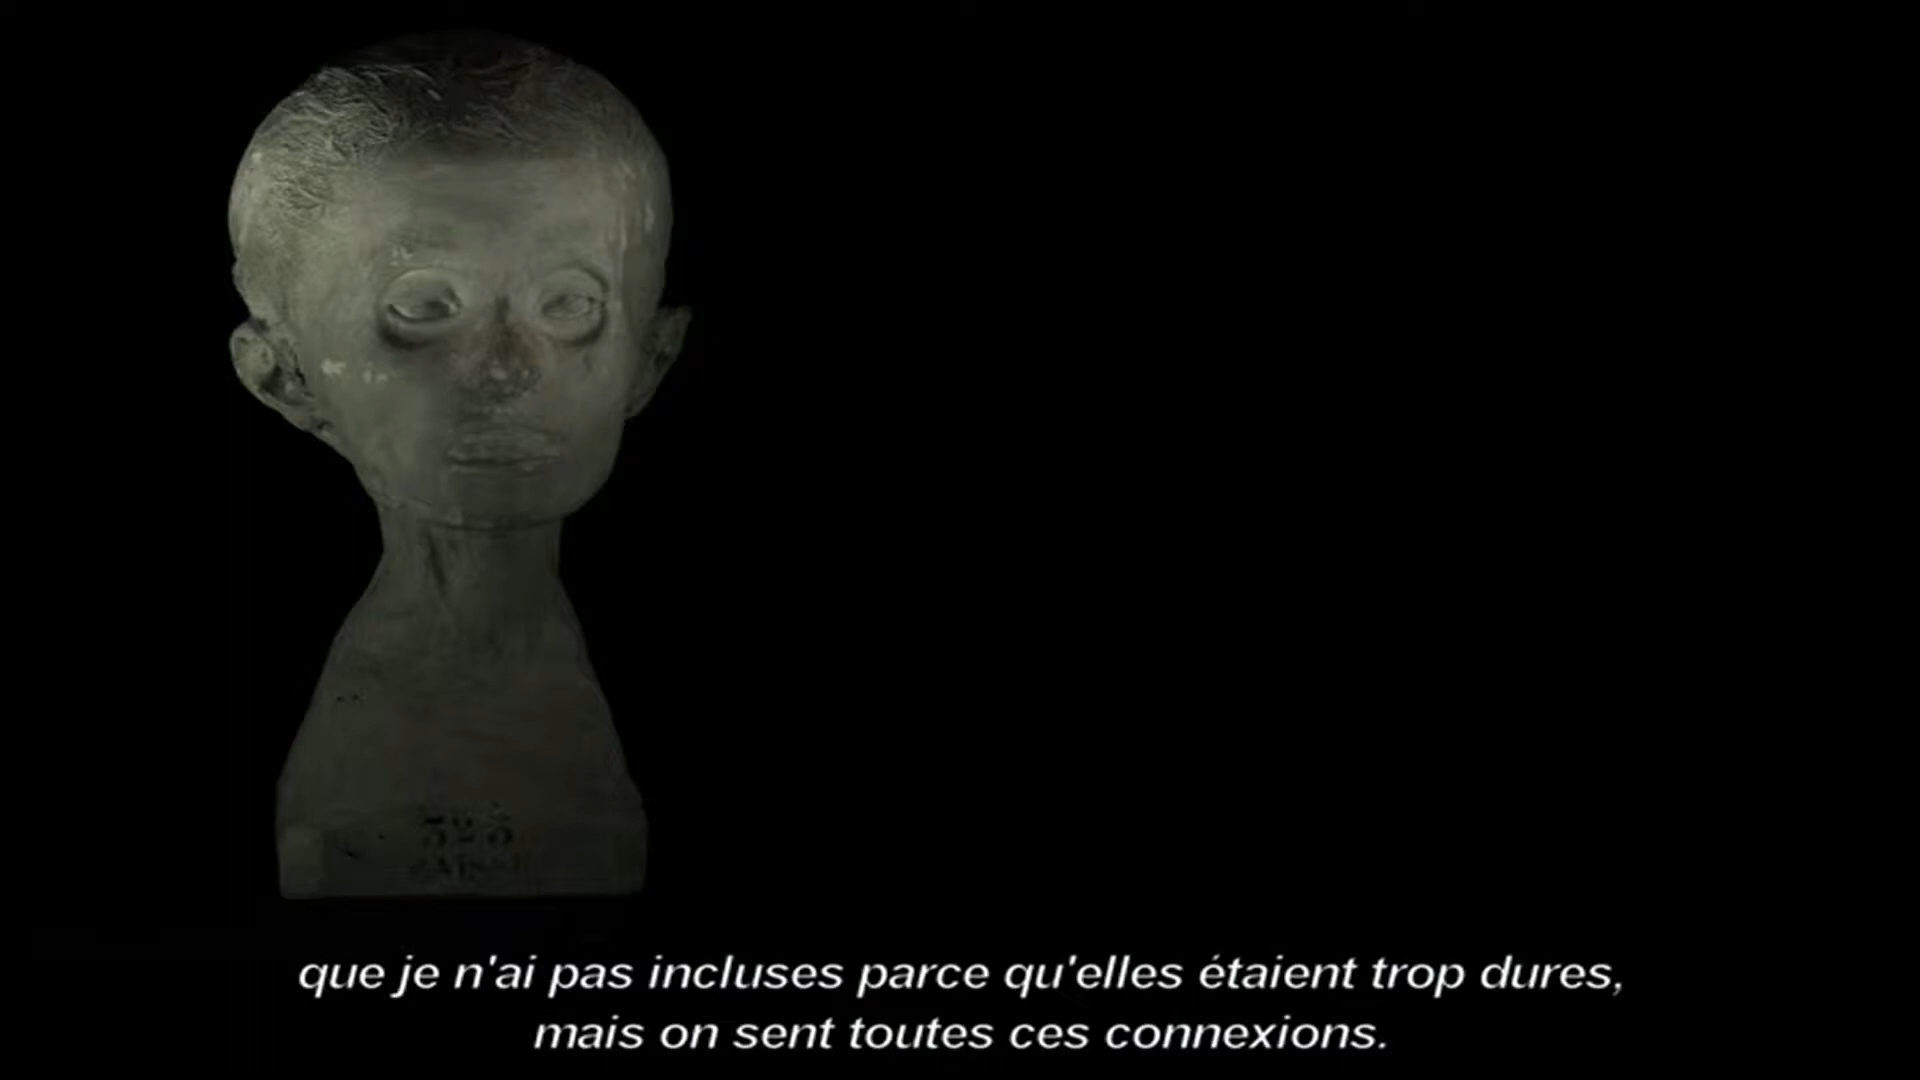 que je n'ai pas incluses parce qu'elles étaient trop dures,
mais on sent toutes ces connexions.